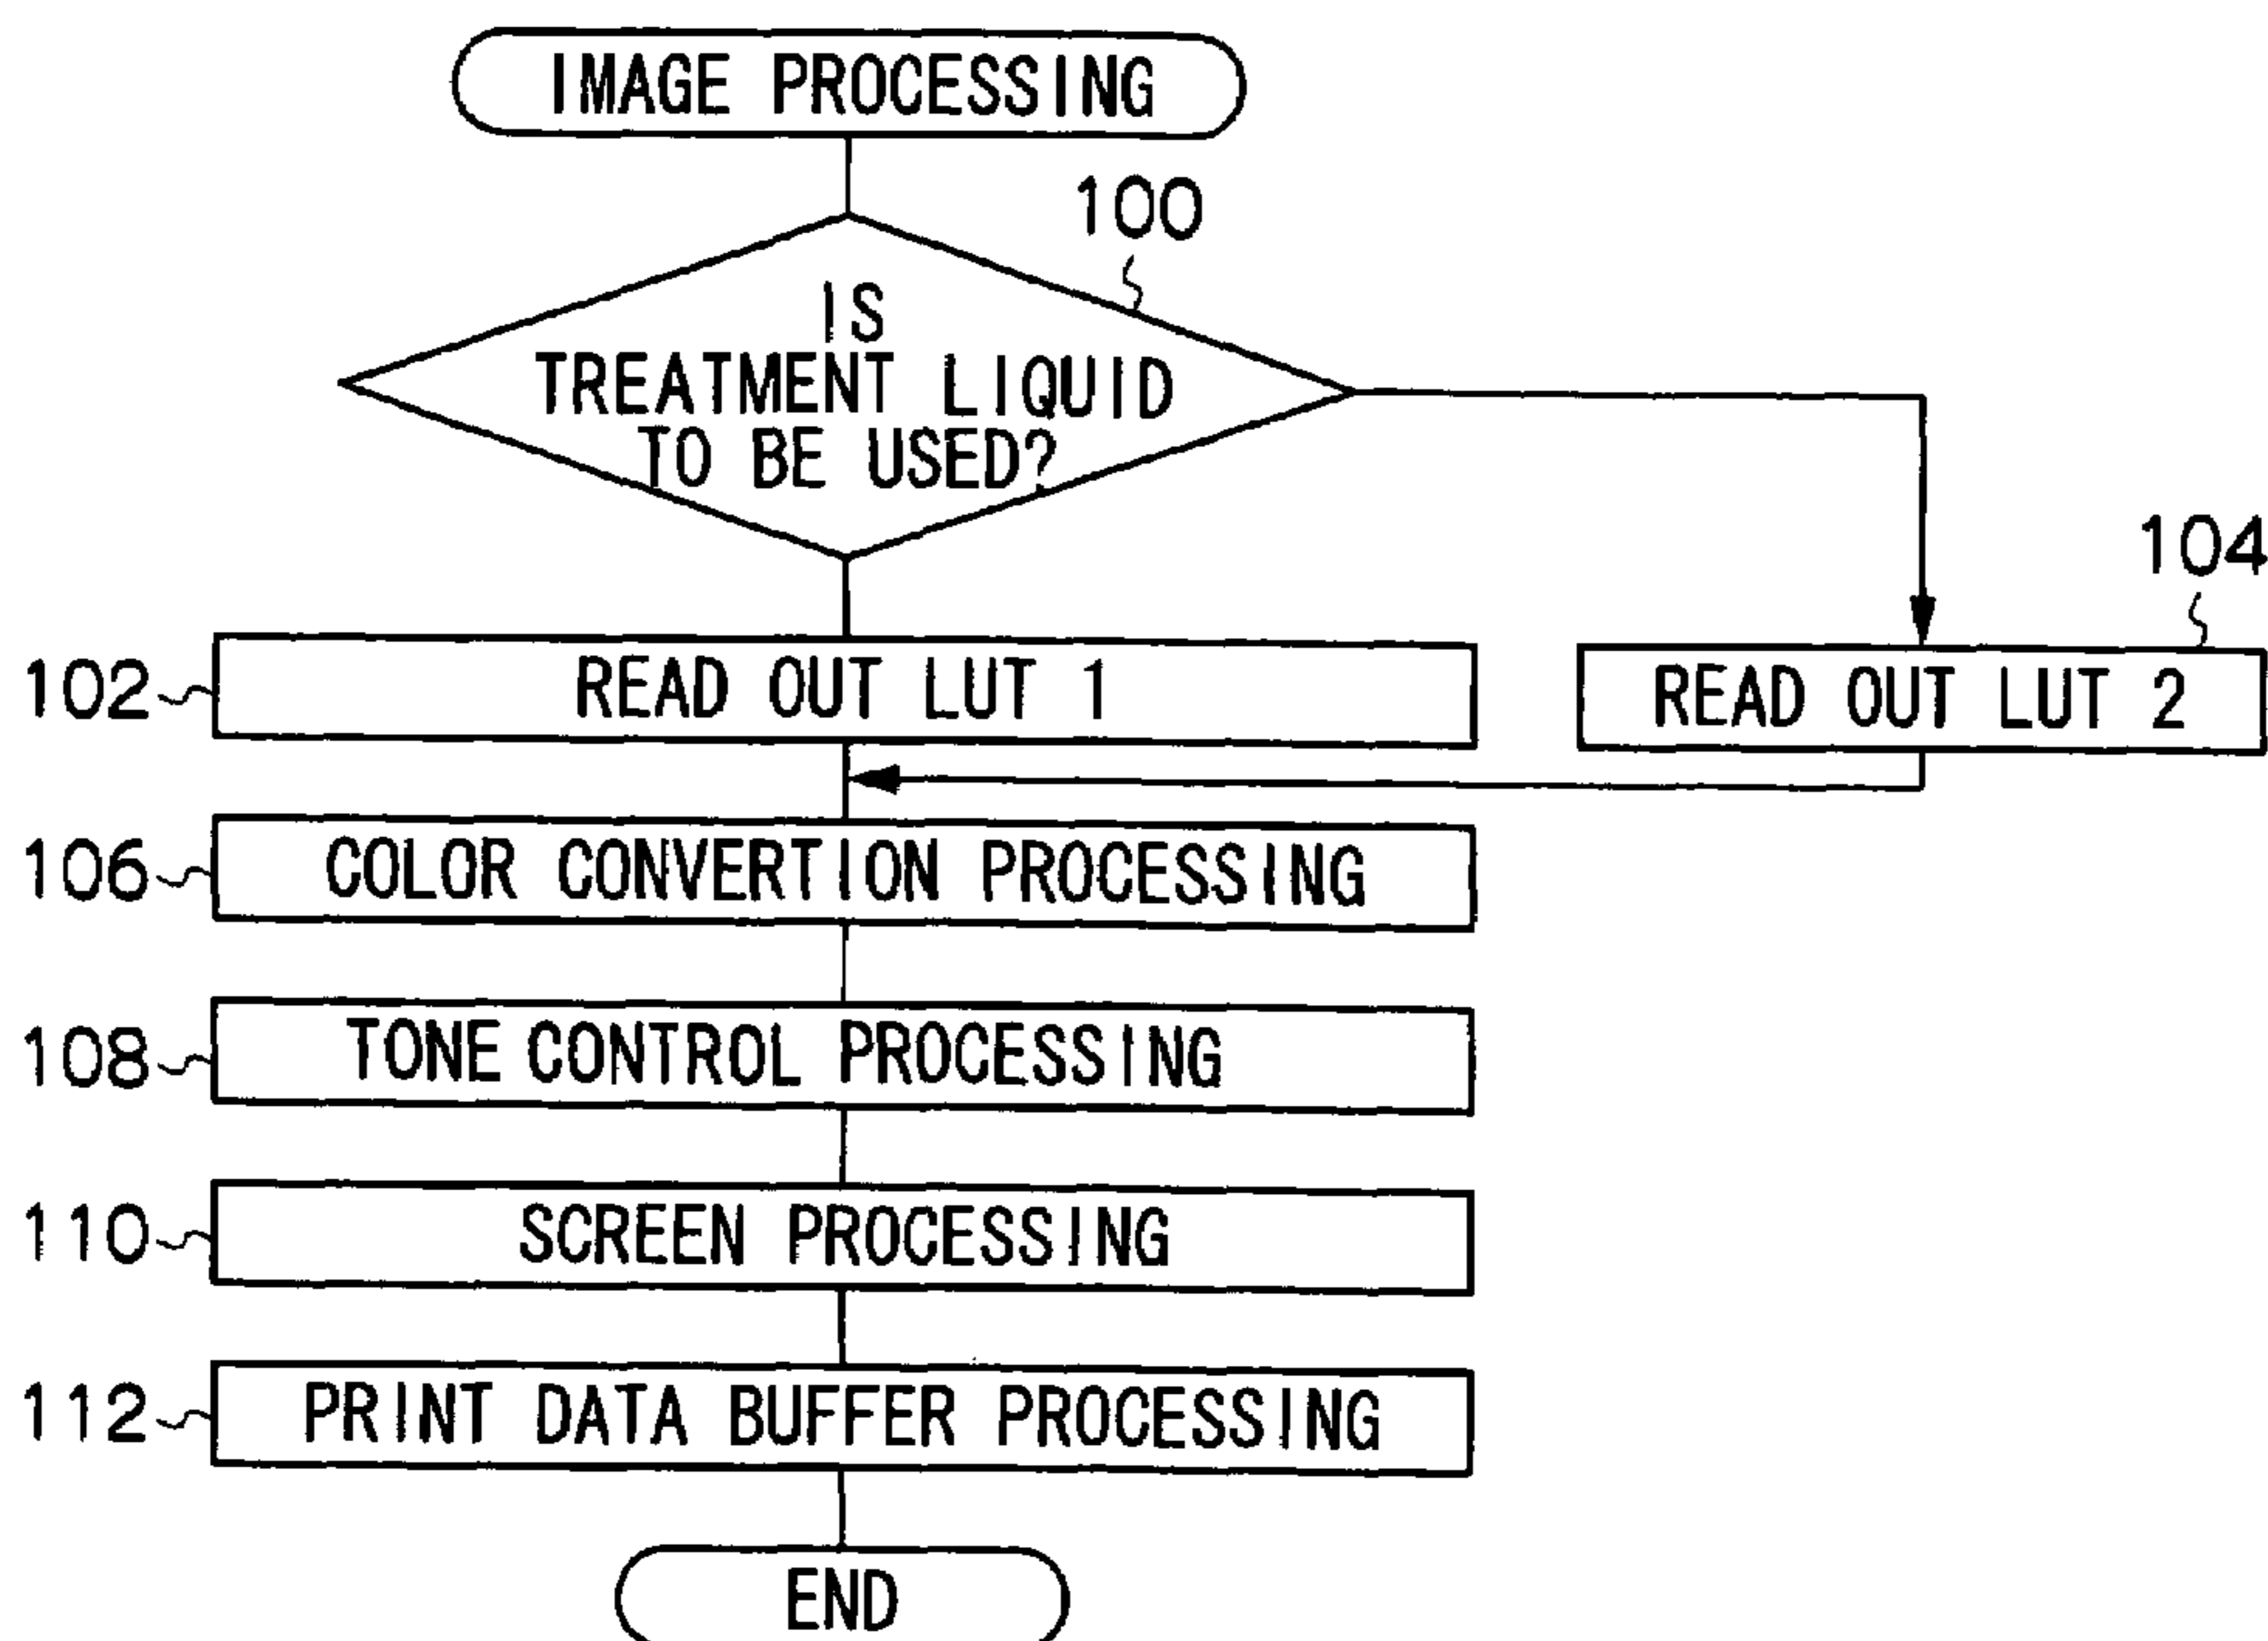 IMAGE PROCESSING
100
IS
TREATMENT LIQUID
TO BE USED?
104
102
READ OUT LUT 1
READ OUT LUT 2
106
COLOR CONVERTION PROCESSING
108
TONE CONTROL PROCESSING
110
SCREEN PROCESSING
112
PRINT DATA BUFFER PROCESSING
END